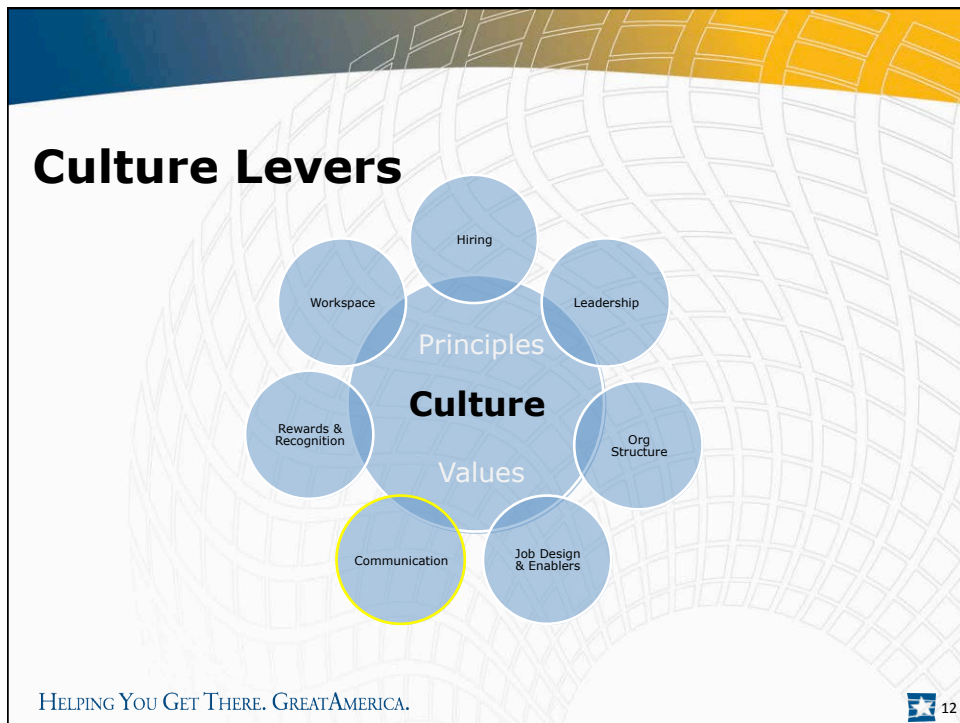 Culture Levers
Hiring
Workspace
Leadership
Principles
Culture
Values
Rewards &
Recognition
Org
Structure
Communication
Job Design
& Enablers
HELPING YOU GET THERE. GREATAMERICA.
12